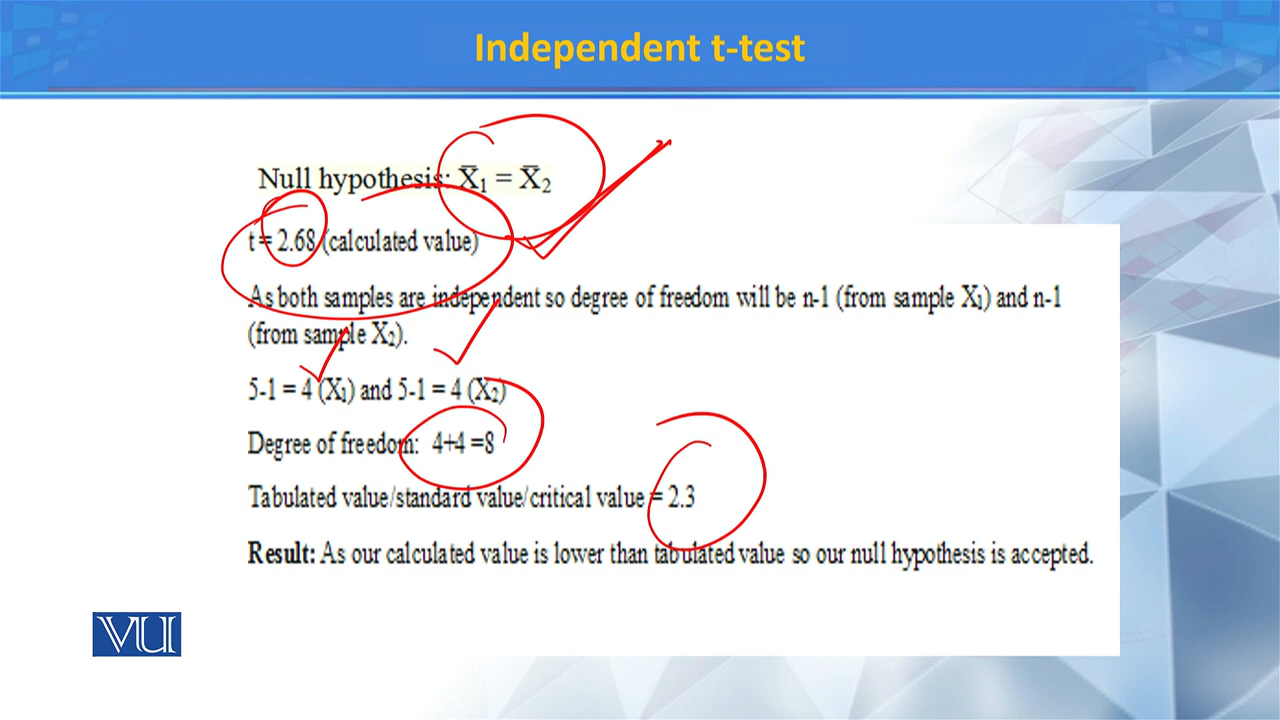 Independent t-test
Null hypothesis: X̅₁ = X̅₂
t = 2.68 (calculated value)
As both samples are independent so degree of freedom will be n-1 (from sample X₁) and n-1
(from sample X₂).
5-1 = 4 (X₁) and 5-1 = 4 (X₂)
Degree of freedom: 4+4 =8
Tabulated value/standard value/critical value = 2.3
Result: As our calculated value is lower than tabulated value so our null hypothesis is accepted.
VU